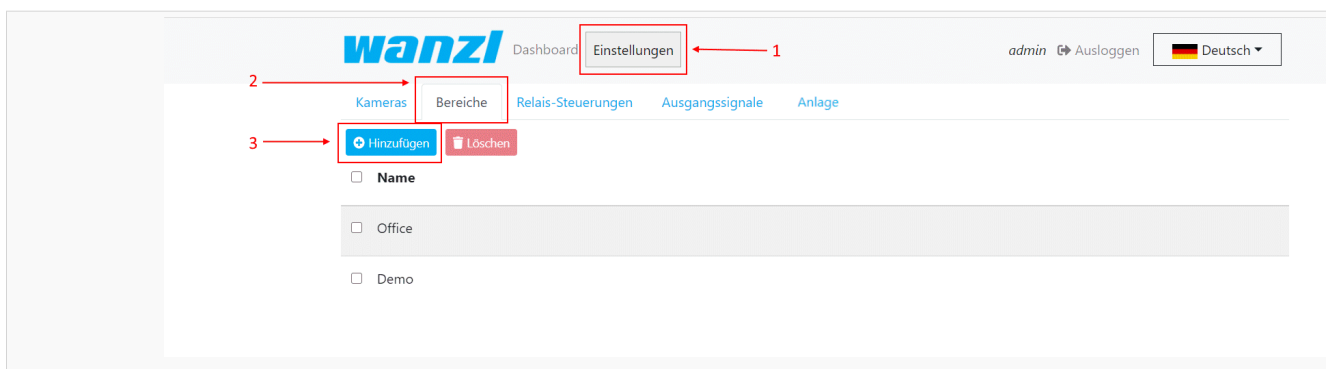 wanzl Dashboard Einstellungen 1 admin Ausloggen Deutsch
2
Kameras Bereiche Relais-Steuerungen Ausgangssignale Anlage
3 Hinzufügen Löschen
Name
Office
Demo